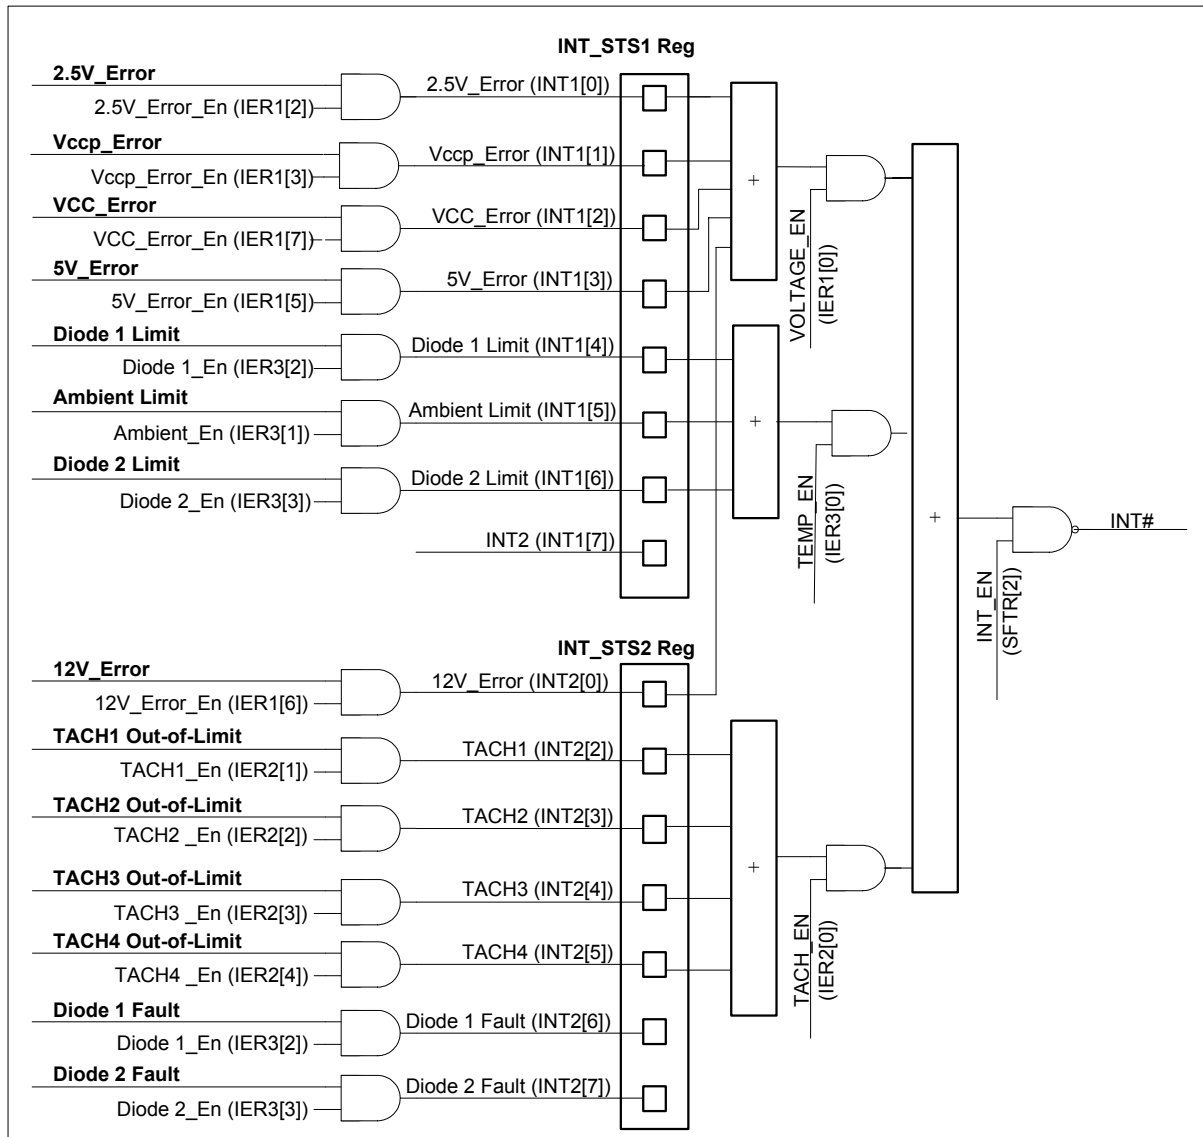 INT_STS1 Reg
2.5V_Error
2.5V_Error_En (IER1[2])
2.5V_Error (INT1[0])
Vccp_Error
Vccp_Error_En (IER1[3])
Vccp_Error (INT1[1])
VCC_Error
VCC_Error_En (IER1[7])
VCC_Error (INT1[2])
5V_Error
5V_Error_En (IER1[5])
5V_Error (INT1[3])
Diode 1 Limit
Diode 1_En (IER3[2])
Diode 1 Limit (INT1[4])
Ambient Limit
Ambient_En (IER3[1])
Ambient Limit (INT1[5])
Diode 2 Limit
Diode 2_En (IER3[3])
Diode 2 Limit (INT1[6])
INT2 (INT1[7])
+
VOLTAGE_EN
(IER1[0])
+
TEMP_EN
(IER3[0])
+
INT_EN
(SFTR[2])
INT#
INT_STS2 Reg
12V_Error
12V_Error_En (IER1[6])
12V_Error (INT2[0])
TACH1 Out-of-Limit
TACH1_En (IER2[1])
TACH1 (INT2[2])
TACH2 Out-of-Limit
TACH2 _En (IER2[2])
TACH2 (INT2[3])
TACH3 Out-of-Limit
TACH3 _En (IER2[3])
TACH3 (INT2[4])
TACH4 Out-of-Limit
TACH4 _En (IER2[4])
TACH4 (INT2[5])
Diode 1 Fault
Diode 1_En (IER3[2])
Diode 1 Fault (INT2[6])
Diode 2 Fault
Diode 2_En (IER3[3])
Diode 2 Fault (INT2[7])
+
TACH_EN
(IER2[0])